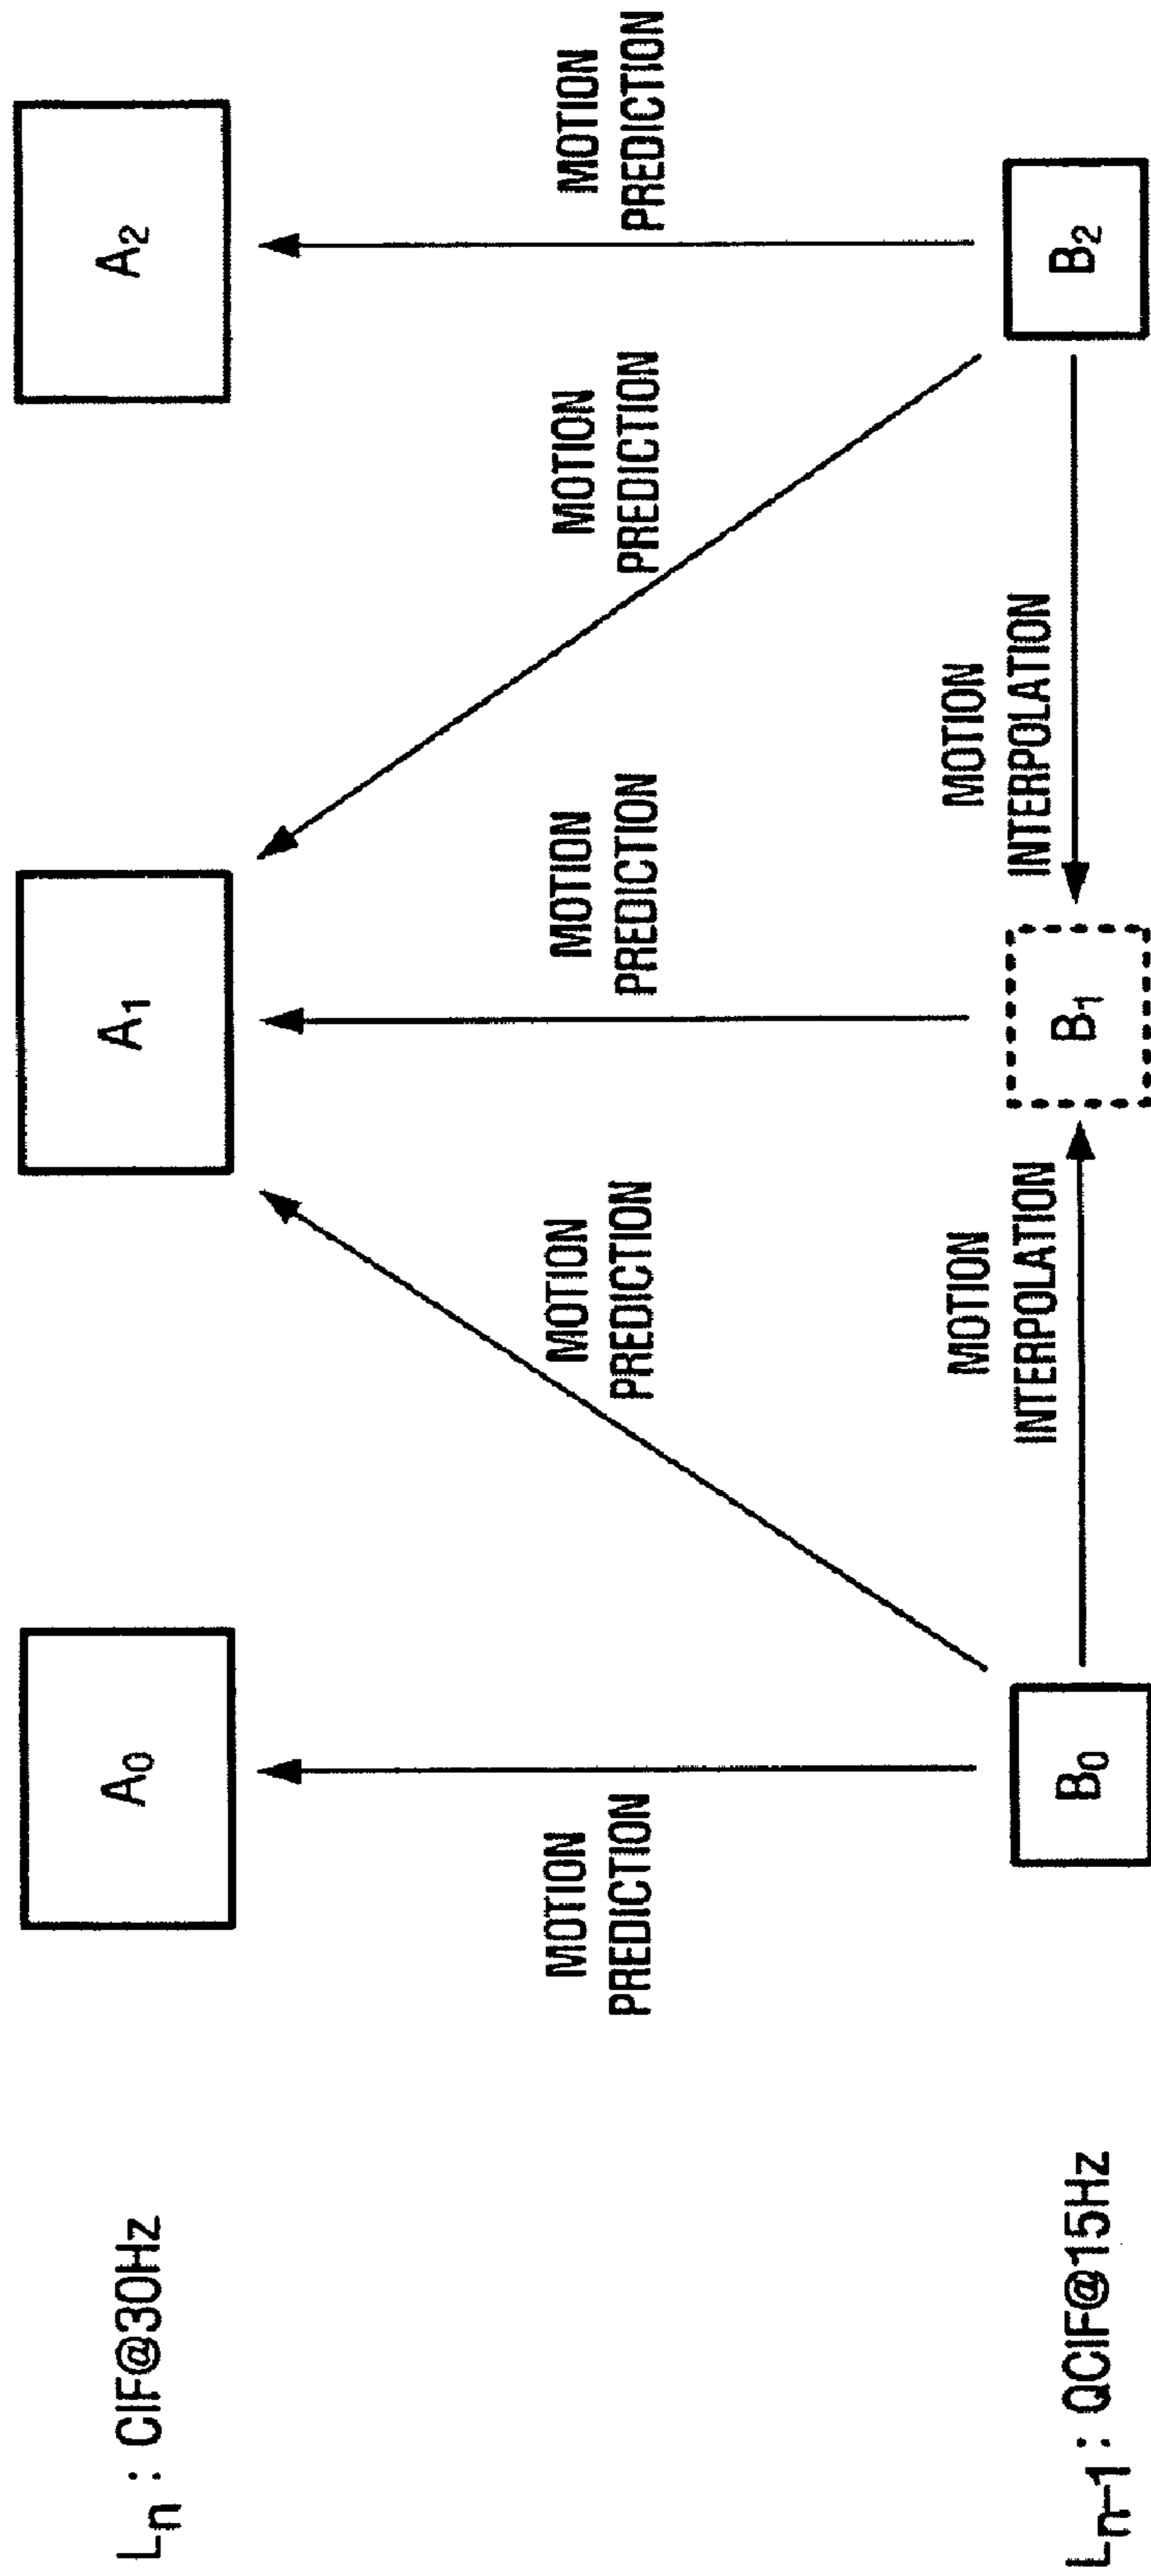 Lₙ : CIF@30Hz
A₀
A₁
A₂
MOTION
PREDICTION
MOTION
PREDICTION
MOTION
PREDICTION
MOTION
PREDICTION
MOTION
PREDICTION
MOTION
INTERPOLATION
MOTION
INTERPOLATION
Lₙ₋₁ : QCIF@15Hz
B₀
B₁
B₂